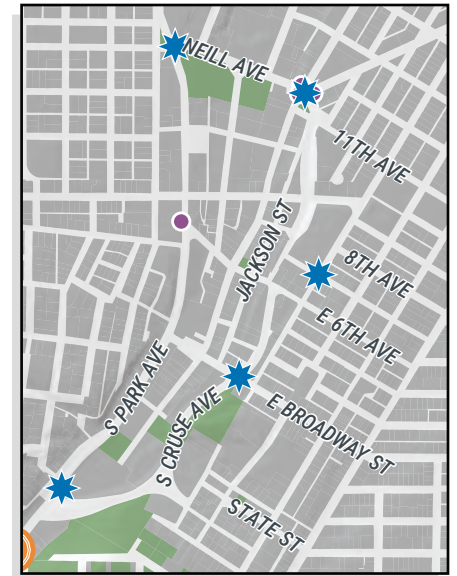 NEILL AVE
11TH AVE
JACKSON ST
8TH AVE
E 6TH AVE
S PARK AVE
S CRUSE AVE
E BROADWAY ST
STATE ST